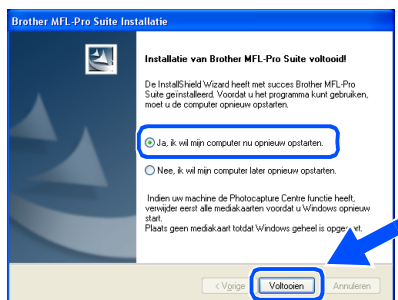 Brother MFL-Pro Suite Installatie
Installatie van Brother MFL-Pro Suite voltooid!
De InstallShield Wizard heeft met succes Brother MFL-Pro
Suite geïnstalleerd. Voordat u het programma kunt gebruiken,
moet u de computer opnieuw opstarten.
Ja, ik wil mijn computer nu opnieuw opstarten.
Nee, ik wil mijn computer later opnieuw opstarten.
Indien uw machine de Photocapture Centre functie heeft,
verwijder eerst alle mediakaarten voordat u Windows opnieuw
start.
Plaats geen mediakaart totdat Windows geheel is
< Vorige Voltooien Annuleren